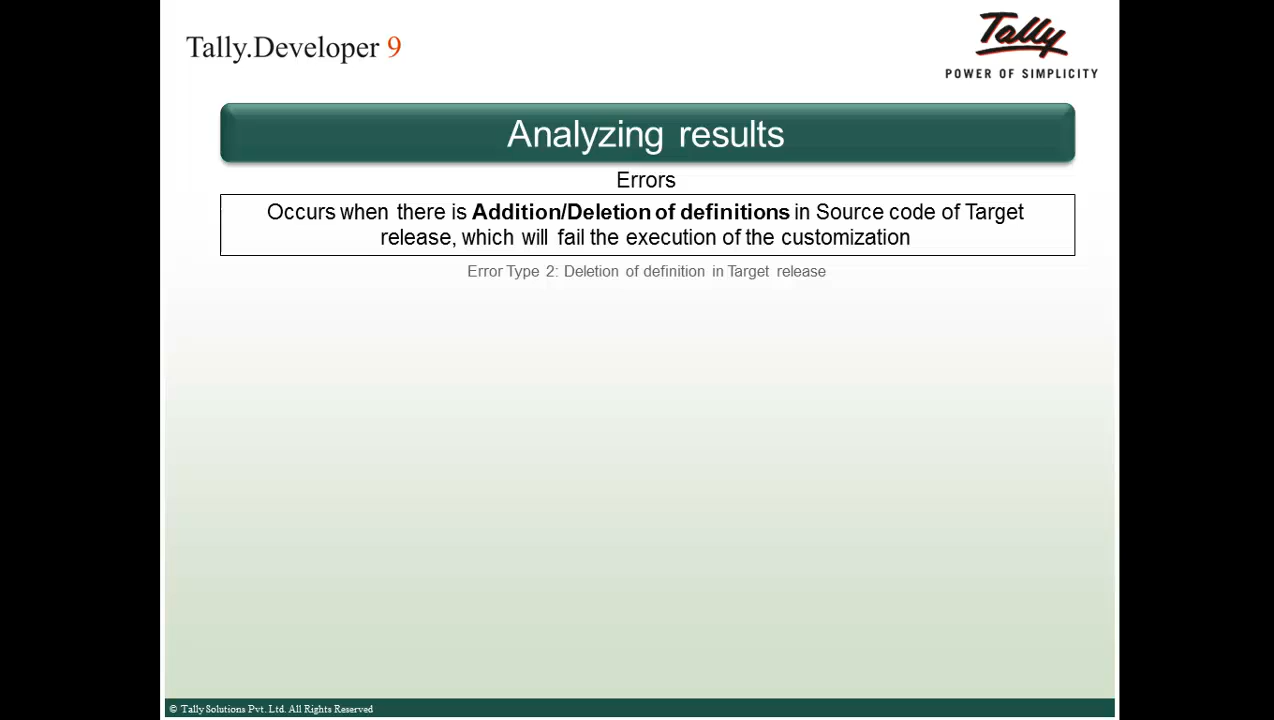 Tally.Developer 9
Tally
POWER OF SIMPLICITY
Analyzing results
Errors
Occurs when there is Addition/Deletion of definitions in Source code of Target
release, which will fail the execution of the customization
Error Type 2: Deletion of definition in Target release
© Tally Solutions Pvt. Ltd. All Rights Reserved